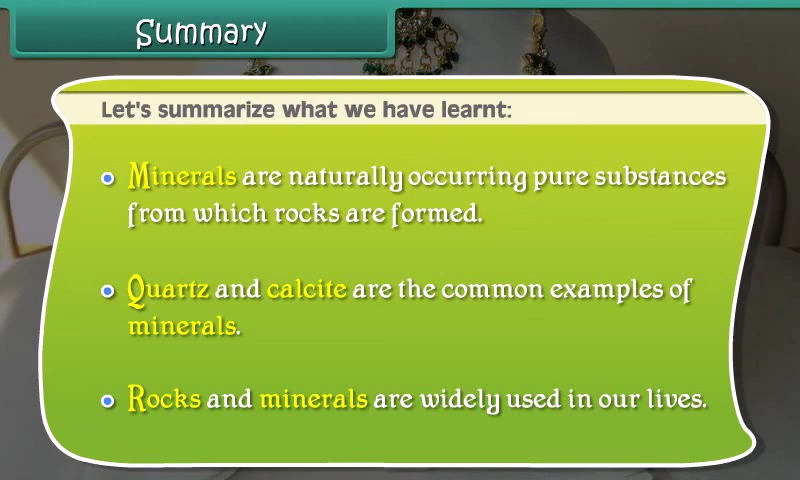 Summary
Let's summarize what we have learnt:
Minerals are naturally occurring pure substances
from which rocks are formed.
Quartz and calcite are the common examples of
minerals.
Rocks and minerals are widely used in our lives.